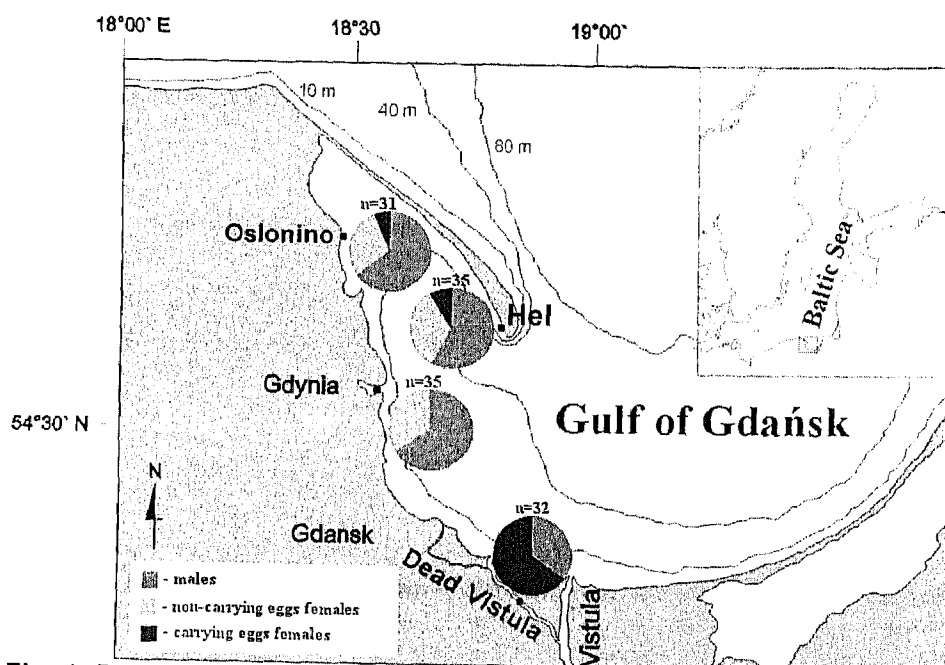 18°00` E
18°30
19°00`
10 m
40 m
80 m
n=31
Oslonino
n=35
Hel
Baltic Sea
Gdynia
n=35
54°30` N
Gulf of Gdańsk
N
n=32
Gdansk
Dead Vistula
Vistula
- males
- non-carrying eggs females
- carrying eggs females